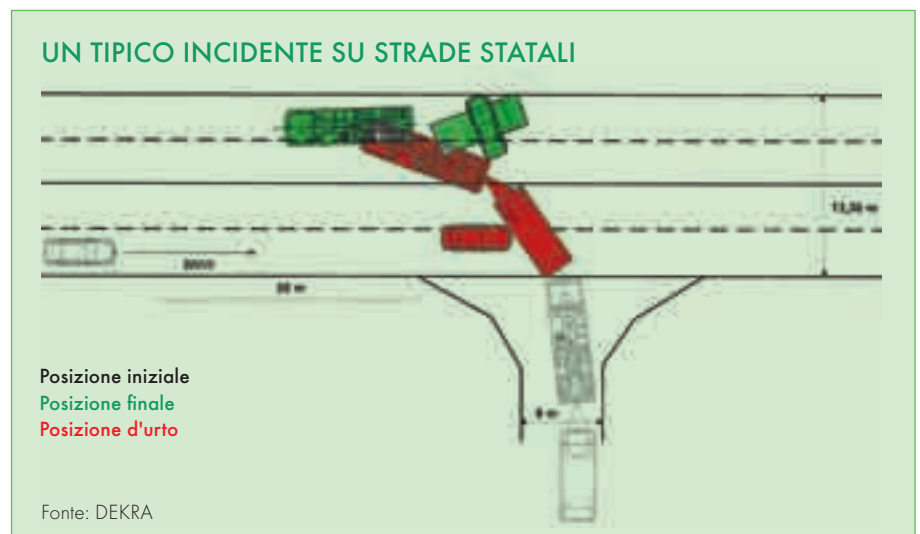 UN TIPICO INCIDENTE SU STRADE STATALI
Posizione iniziale
Posizione finale
Posizione d'urto
Fonte: DEKRA